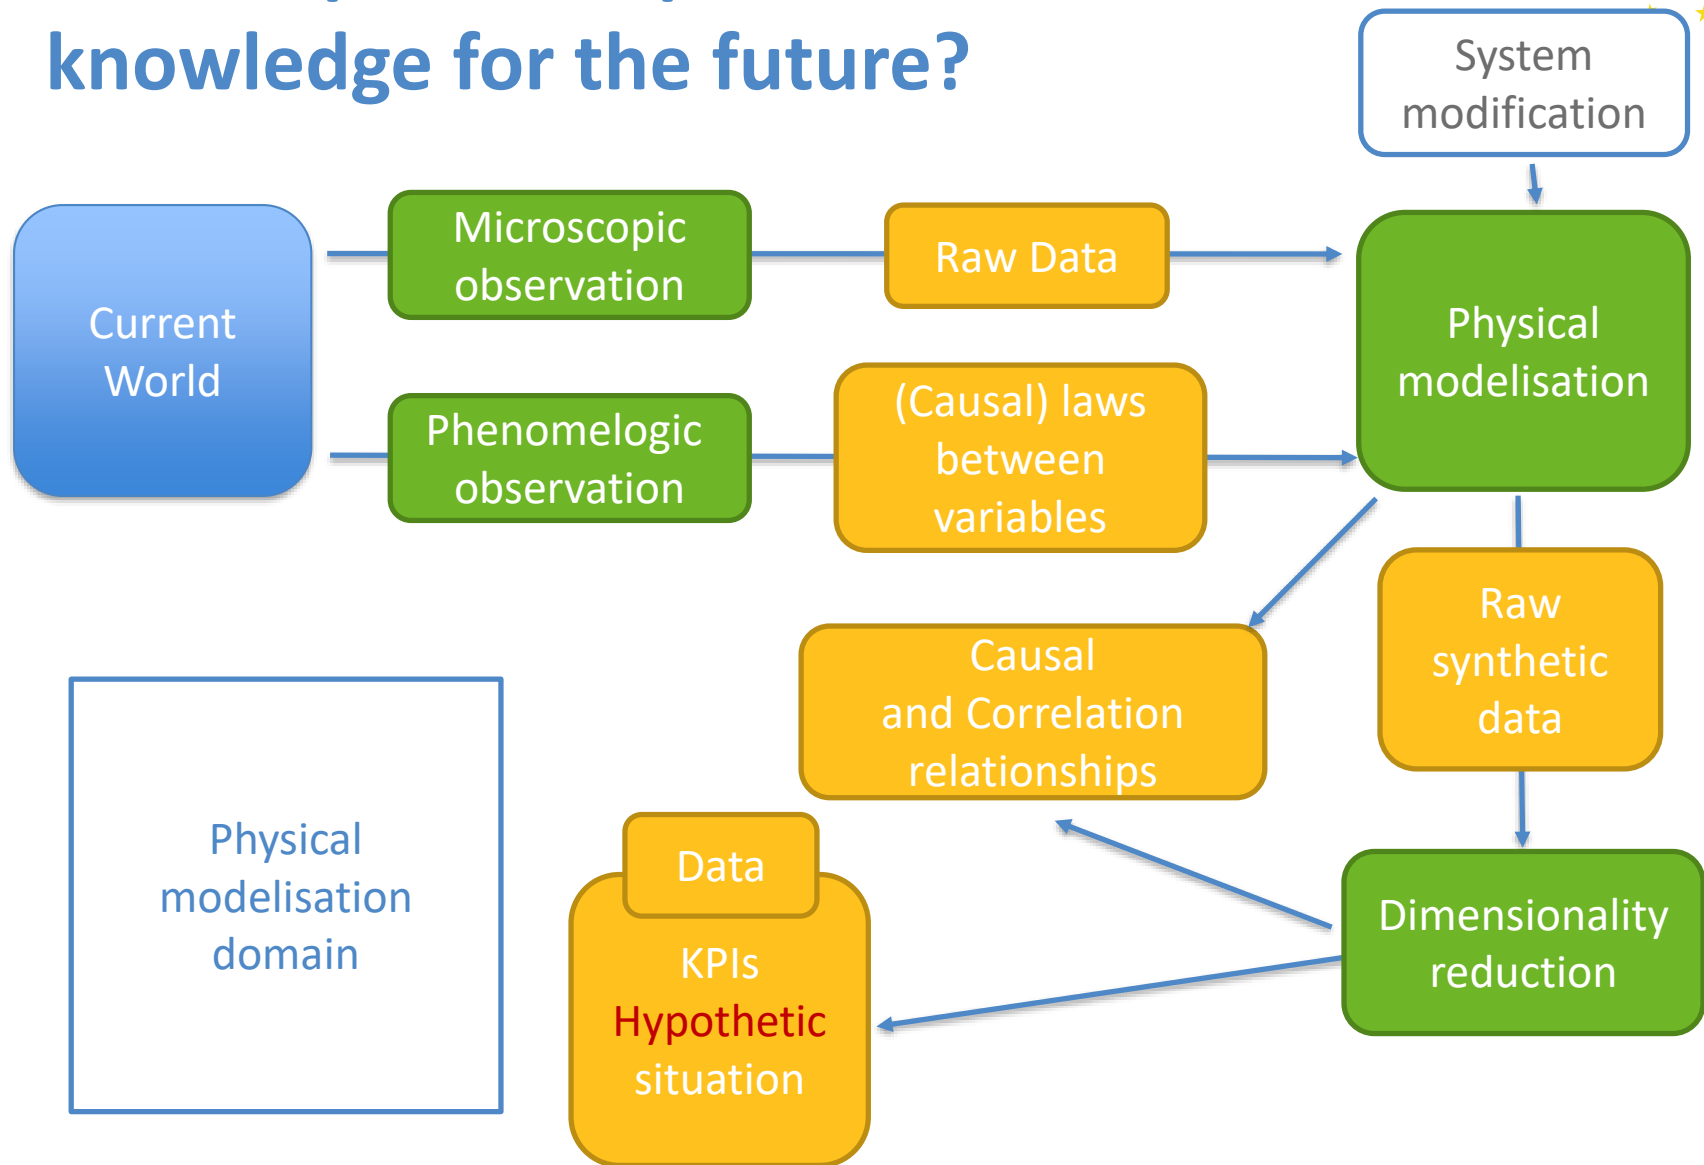 knowledge for the future?
System
modification
Microscopic
observation
Raw Data
Current
World
Physical
modelisation
Phenomelogic
observation
(Causal) laws
between
variables
Raw
synthetic
data
Causal
and Correlation
relationships
Physical
modelisation
domain
Data
KPIs
Hypothetic
situation
Dimensionality
reduction